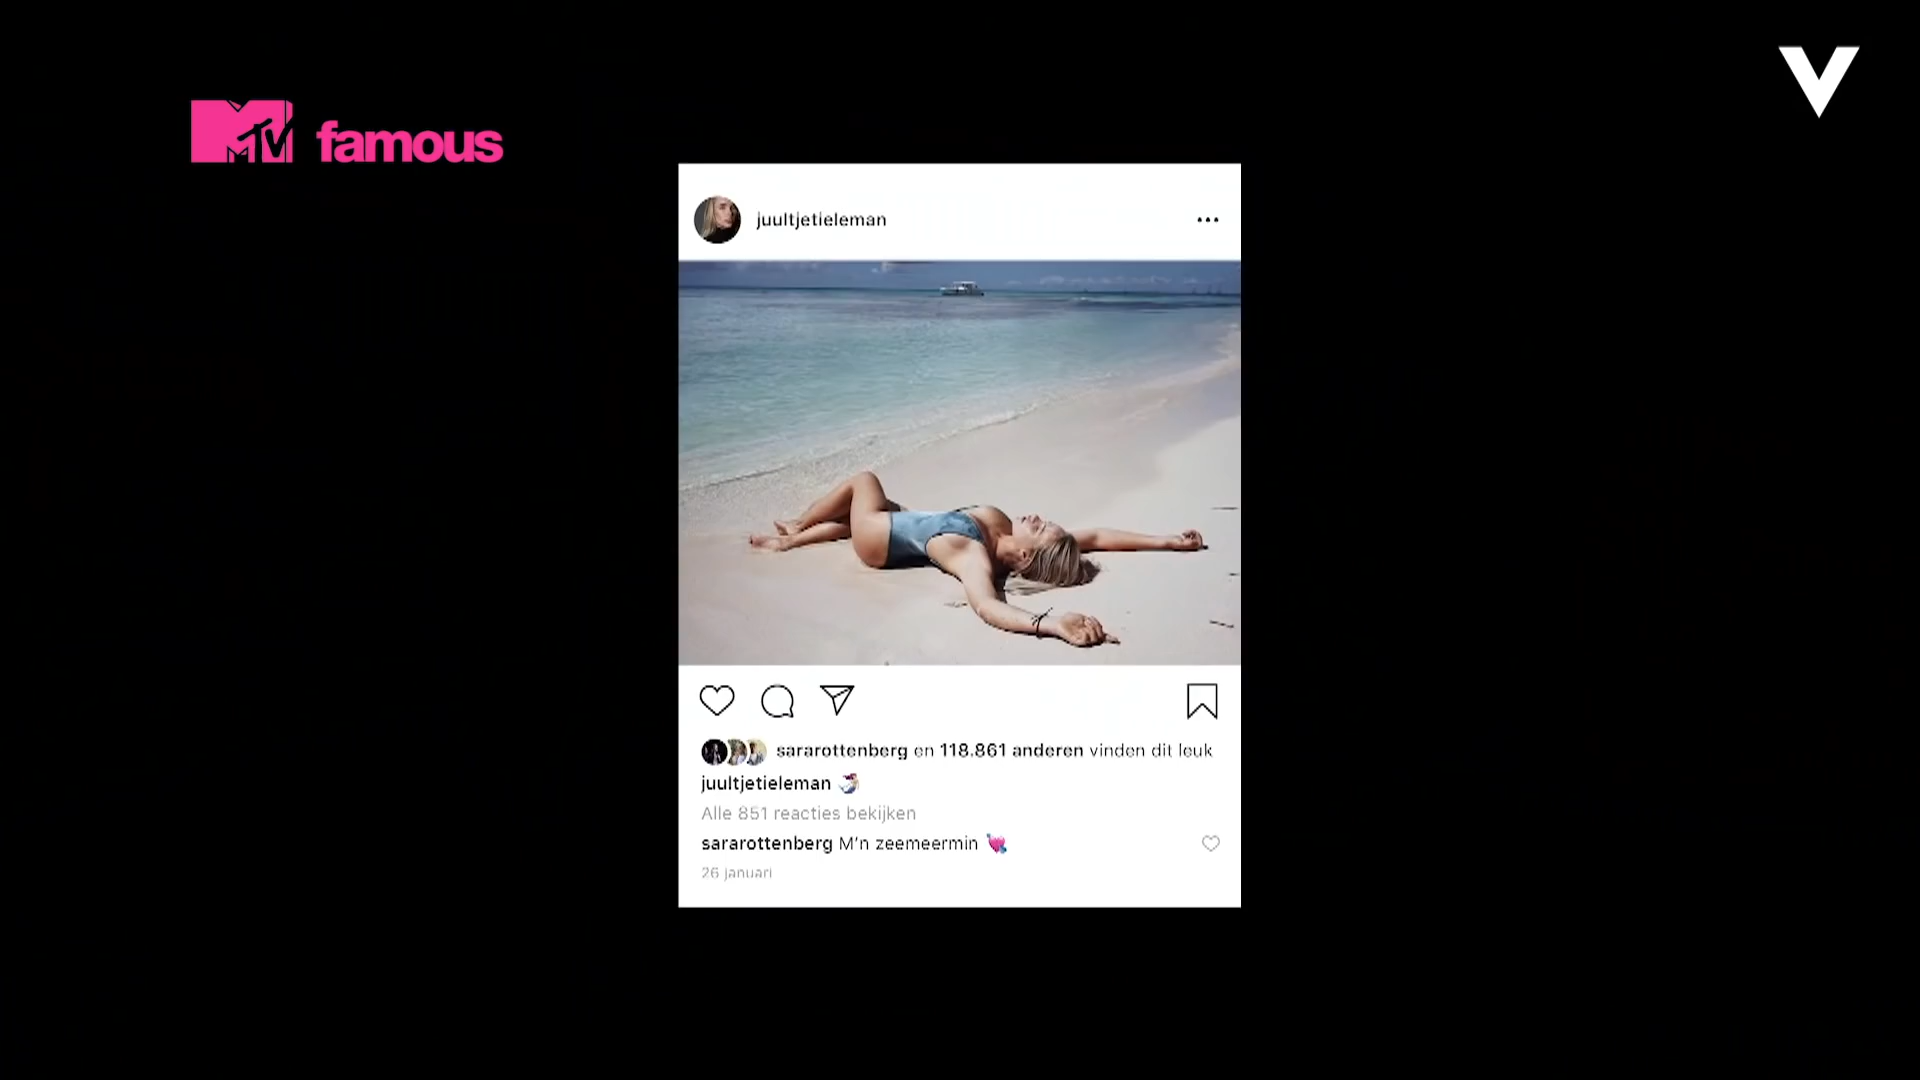 MTV famous
V
juultjetieleman
sararottenberg en 118.861 anderen vinden dit leuk
juultjetieleman
Alle 851 reacties bekijken
sararottenberg M'n zeemeermin
26 januari